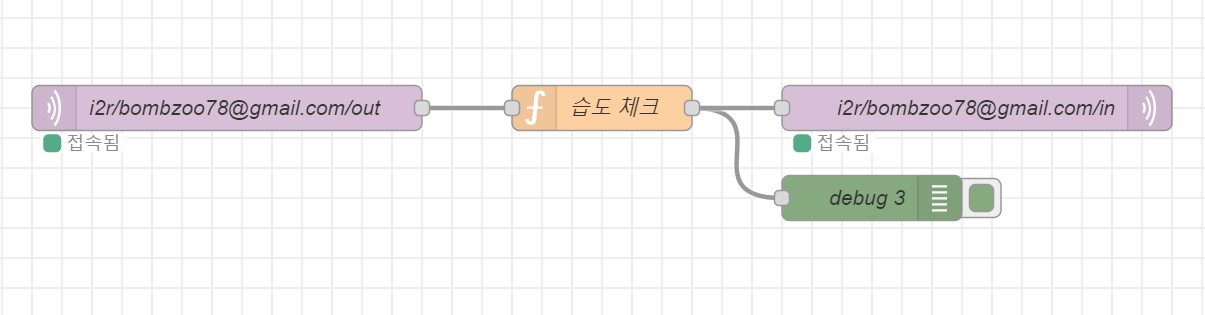 i2r/bombzoo78@gmail.com/out
접속됨
습도 체크
i2r/bombzoo78@gmail.com/in
접속됨
debug 3